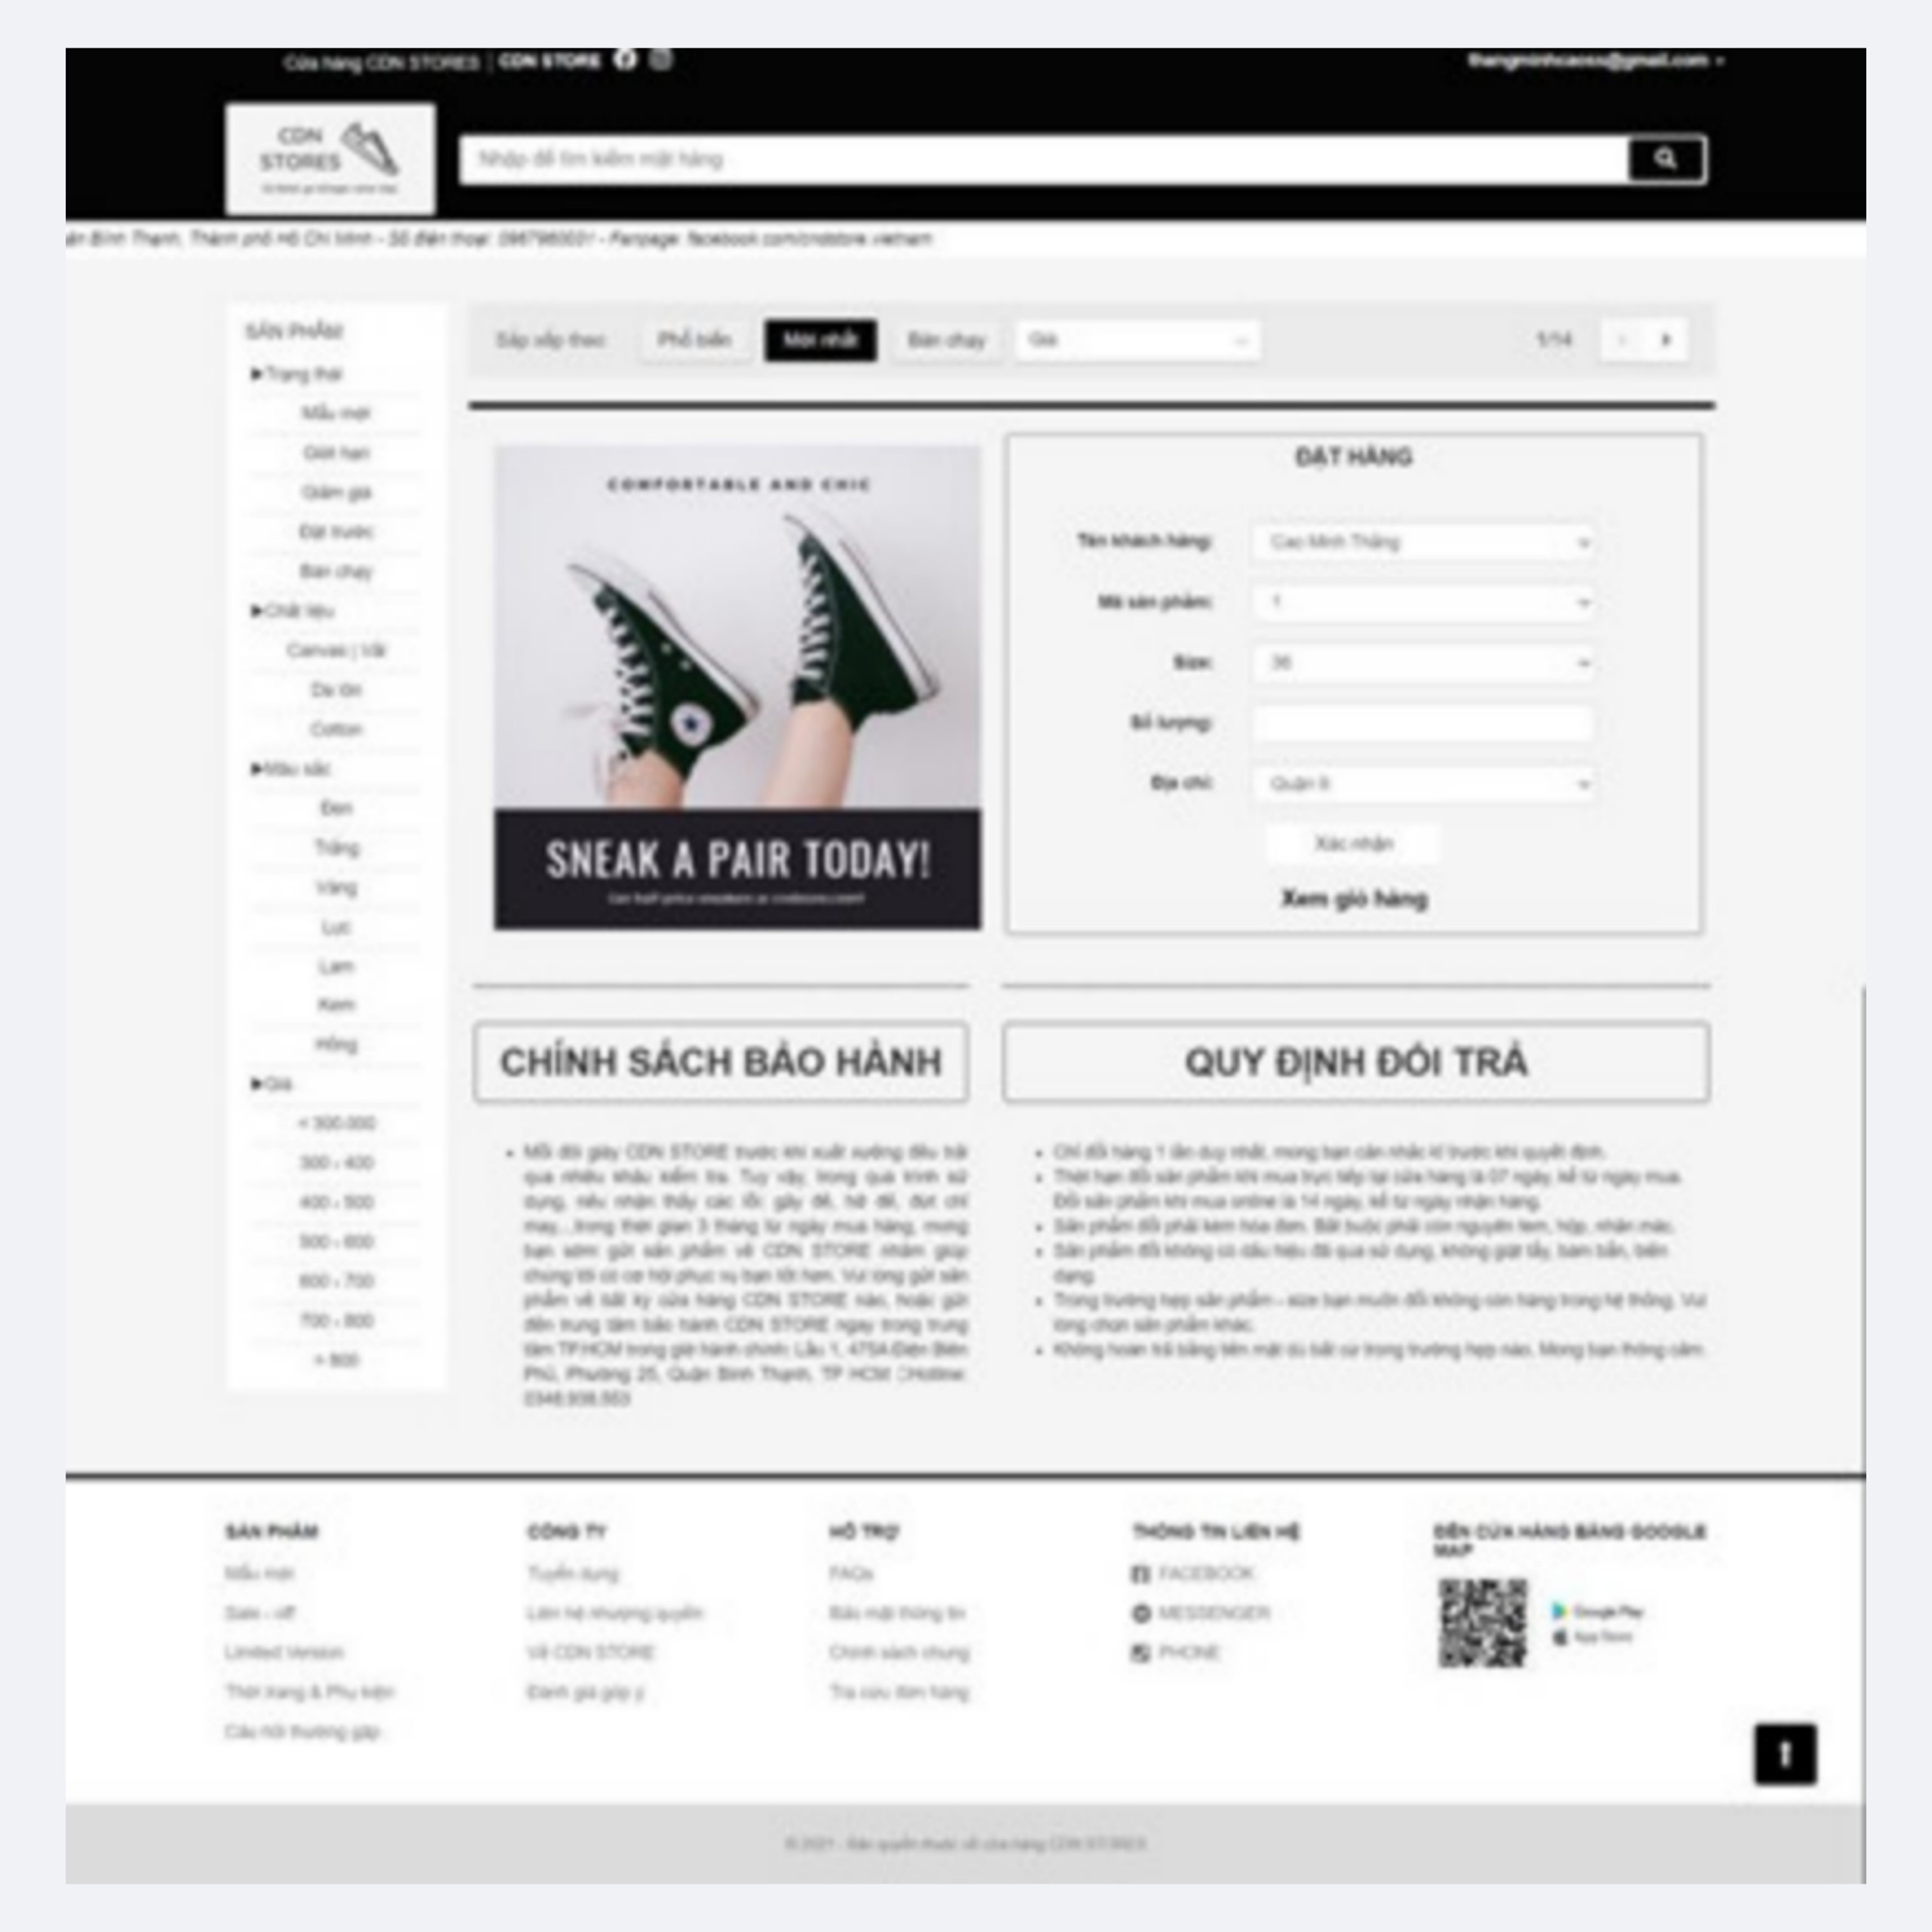 Cửa hàng CDN STORES | CDN STORE
CDN
STORES
Nhập để tìm kiếm mặt hàng
Thạnh, Thành phố Hồ Chí Minh - Số điện thoại: - Fanpage:
SẢN PHẨM
Trạng thái
Mẫu mới
Giới hạn
Giảm giá
Đặt trước
Bán chạy
Chất liệu
Canvas | Vải
Da lộn
Cotton
Màu sắc
Đen
Trắng
Vàng
Lục
Lam
Kem
Hồng
Giá
< 300.000
300 - 400
400 - 500
500 - 600
600 - 700
700 - 800
> 800
Sắp xếp theo
Phổ biến
Mới nhất
Bán chạy
Giá
1/14
COMFORTABLE AND CHIC
SNEAK A PAIR TODAY!
ĐẶT HÀNG
Tên khách hàng: Cao Minh Thắng
Mã sản phẩm: 1
Size: 36
Số lượng:
Địa chỉ: Quận
Xác nhận
Xem giỏ hàng
CHÍNH SÁCH BẢO HÀNH
Mỗi đôi giày CDN STORE trước khi xuất xưởng đều trải
qua nhiều khâu kiểm tra. Tuy vậy, trong quá trình sử
dụng, nếu nhận thấy các lỗi: gãy đế, hở đế, đứt chỉ
may,...trong thời gian 3 tháng từ ngày mua hàng, mong
bạn sớm gửi sản phẩm về CDN STORE nhằm giúp
chúng tôi có cơ hội phục vụ bạn tốt hơn. Vui lòng gửi sản
phẩm về bất kỳ cửa hàng CDN STORE nào, hoặc gửi
đến trung tâm bảo hành CDN STORE ngay trong trung
tâm TP.HCM trong giờ hành chính: Lầu 1, 475A Điện Biên
Phủ, Phường 25, Quận Bình Thạnh, TP HCM Hotline:
QUY ĐỊNH ĐỔI TRẢ
Chỉ đổi hàng 1 lần duy nhất, mong bạn cân nhắc kĩ trước khi quyết định.
Thời hạn đổi sản phẩm khi mua trực tiếp tại cửa hàng là 07 ngày, kể từ ngày mua.
Đổi sản phẩm khi mua online là 14 ngày, kể từ ngày nhận hàng.
Sản phẩm đổi phải kèm hóa đơn. Bắt buộc phải còn nguyên tem, hộp, nhãn mác.
Sản phẩm đổi không có dấu hiệu đã qua sử dụng, không giặt tẩy, bám bẩn, biến
dạng.
Trong trường hợp sản phẩm - size bạn muốn đổi không còn hàng trong hệ thống, Vui
lòng chọn sản phẩm khác.
Không hoàn trả bằng tiền mặt dù bất cứ trong trường hợp nào. Mong bạn thông cảm.
SẢN PHẨM
Mẫu mới
Sale - off
Limited Version
Thời trang & Phụ kiện
Câu hỏi thường gặp
CÔNG TY
Tuyển dụng
Liên hệ nhượng quyền
Về CDN STORE
Đánh giá góp ý
HỖ TRỢ
FAQs
Bảo mật thông tin
Chính sách chung
Tra cứu đơn hàng
THÔNG TIN LIÊN HỆ
FACEBOOK
MESSENGER
PHONE
ĐẾN CỬA HÀNG BẰNG GOOGLE
MAP
Google Play
App Store
© 2021 - Bản quyền thuộc về cửa hàng CDN STORES